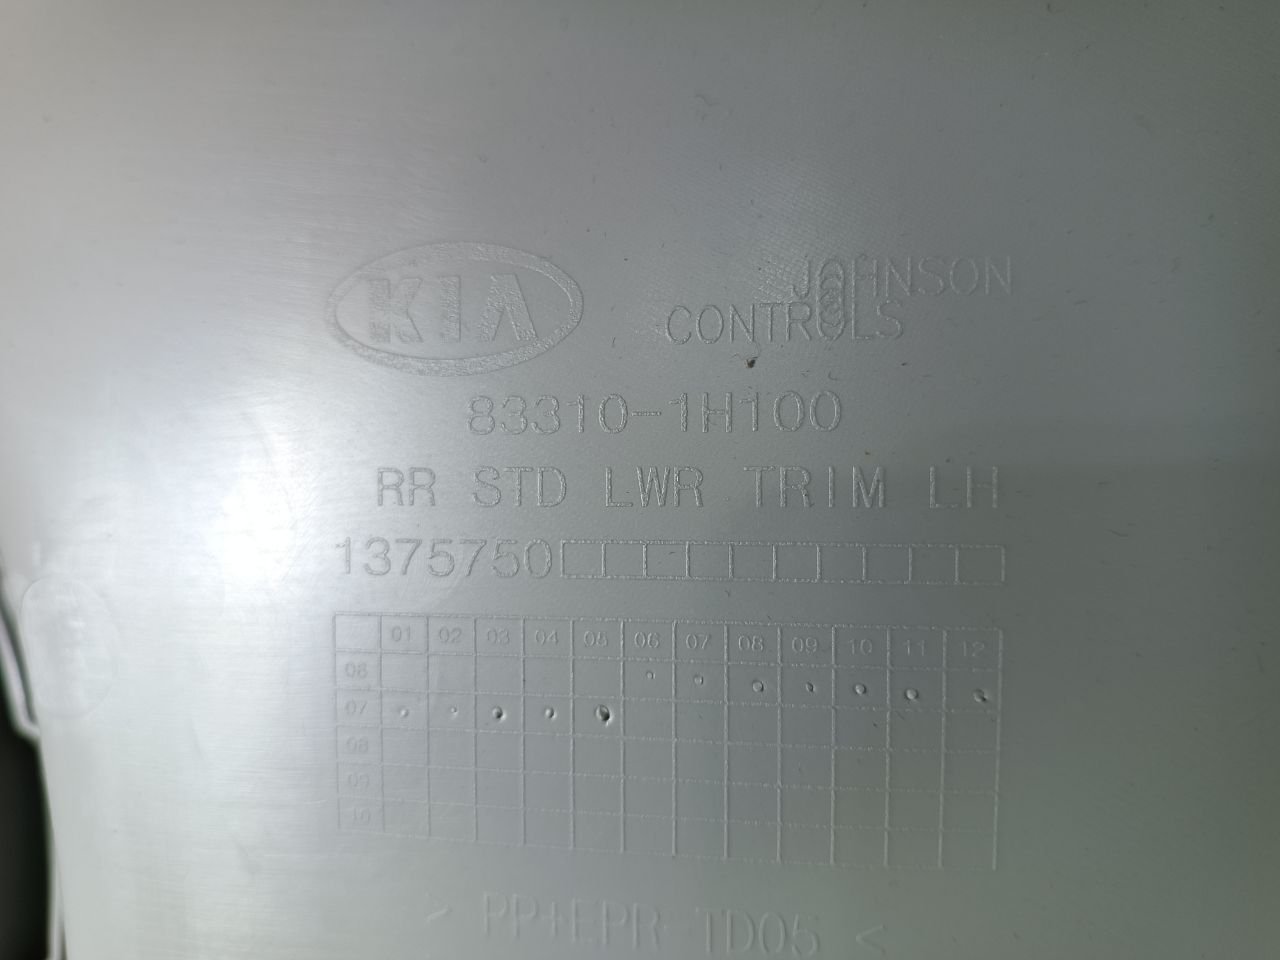 KIA
JOHNSON
CONTROLS
83310-1H100
RR STD LWR TRIM LH
1375750
01 02 03 04 05 06 07 08 09 10 11 12
06
07
08
09
10
> PP+EPR-TD05 <